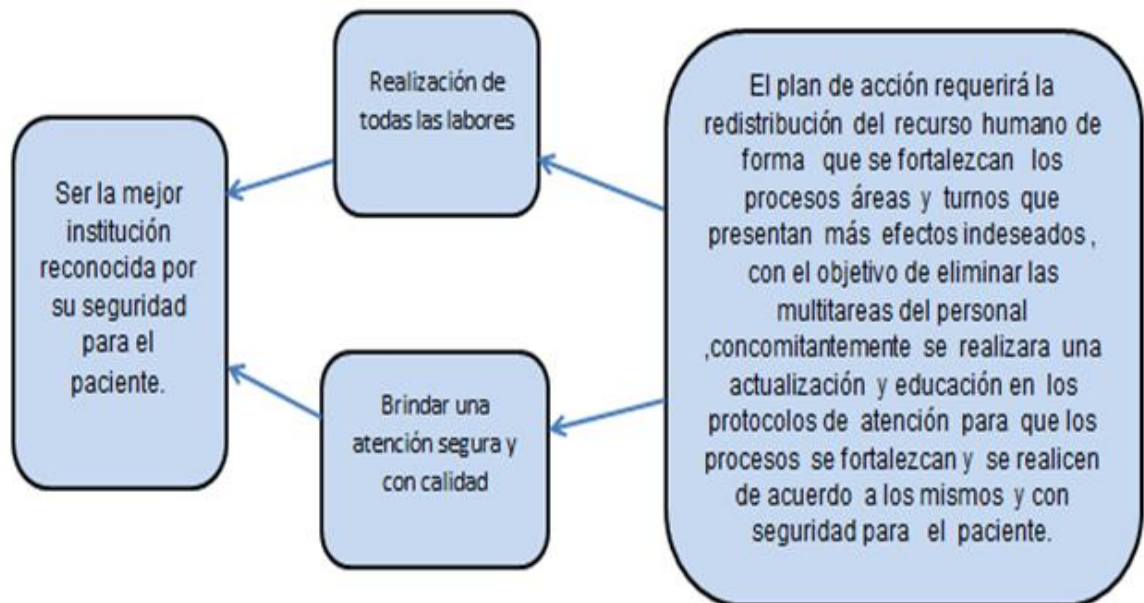 Ser la mejor
institución
reconocida por
su seguridad
para el
paciente.
Realización de
todas las labores
Brindar una
atención segura y
con calidad
El plan de acción requerirá la
redistribución del recurso humano de
forma que se fortalezcan los
procesos áreas y turnos que
presentan más efectos indeseados ,
con el objetivo de eliminar las
multitareas del personal
,concomitantemente se realizara una
actualización y educación en los
protocolos de atención para que los
procesos se fortalezcan y se realicen
de acuerdo a los mismos y con
seguridad para el paciente.